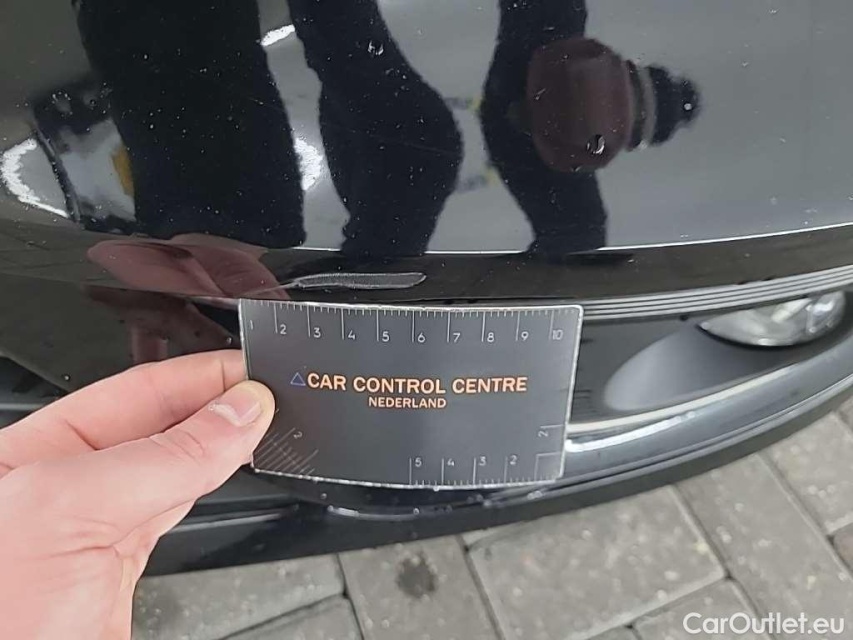 1 2 3 4 5 6 7 8 9 10
△CAR CONTROL CENTRE
NEDERLAND
2 5 4 3 2 2
CarOutlet.eu